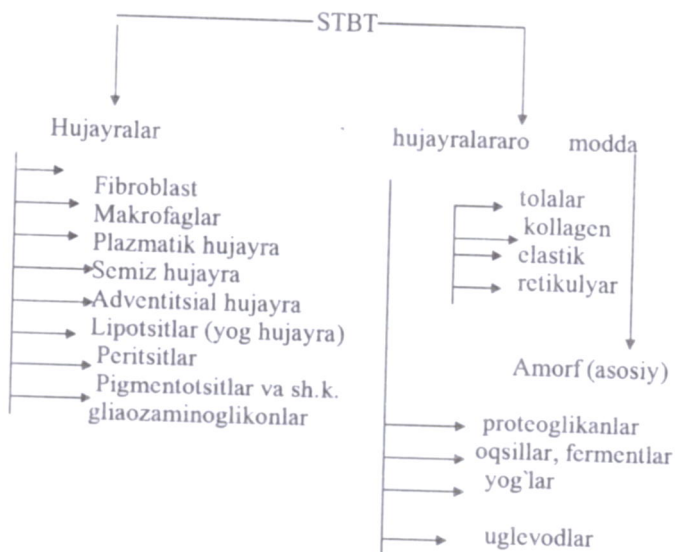 STBT
Hujayralar
Fibroblast
Makrofaglar
Plazmatik hujayra
Semiz hujayra
Adventitsial hujayra
Lipotsitlar (yog hujayra)
Peritsitlar
Pigmentotsitlar va sh.k.
gliaozaminoglikonlar
hujayralararo modda
tolalar
kollagen
elastik
retikulyar
Amorf (asosiy)
proteoglikanlar
oqsillar, fermentlar
yog`lar
uglevodlar